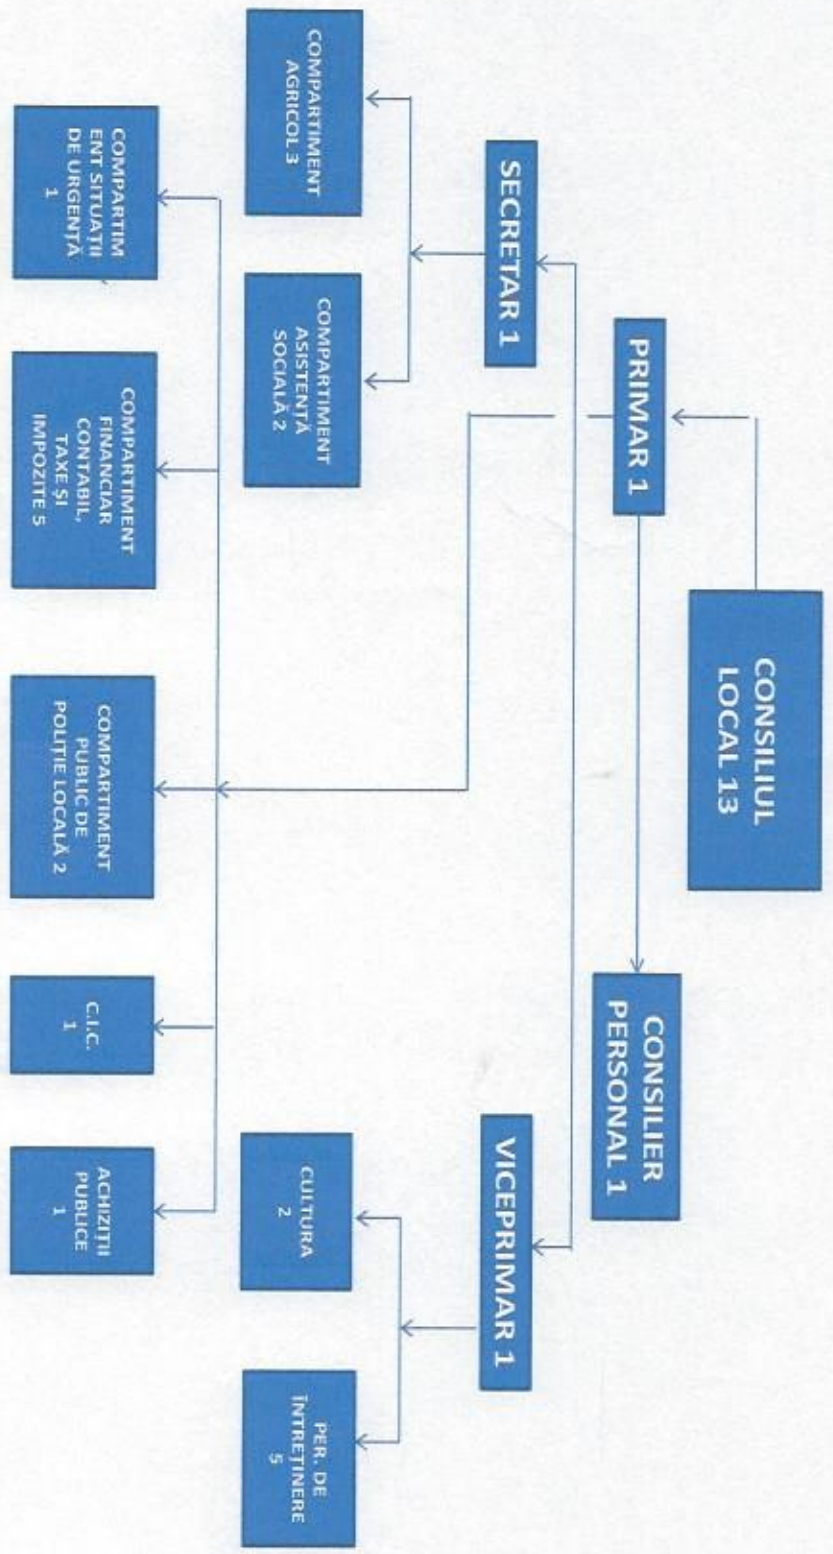 CONSILIUL
LOCAL 13
PRIMAR 1
CONSILIER
PERSONAL 1
SECRETAR 1
VICEPRIMAR 1
COMPARTIMENT
AGRICOL 3
COMPARTIMENT
ASISTENȚĂ
SOCIALĂ 2
CULTURA
2
PER. DE
ÎNTREȚINERE
5
COMPARTIM
ENT SITUAȚII
DE URGENȚĂ
1
COMPARTIMENT
FINANCIAR
CONTABIL,
TAXE ȘI
IMPOZITE 5
COMPARTIMENT
PUBLIC DE
POLIȚIE LOCALĂ 2
C.I.C.
1
ACHIZIȚII
PUBLICE
1